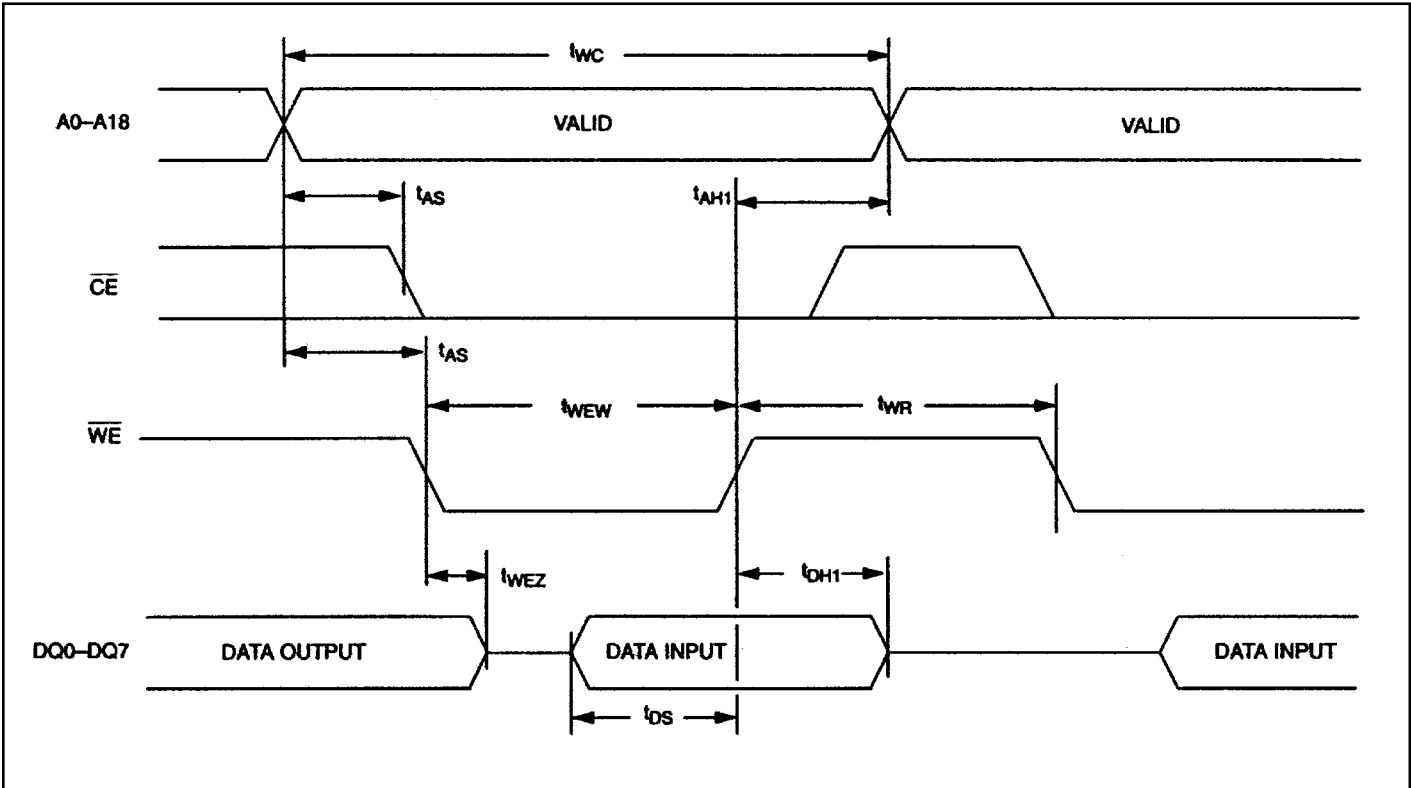 tWC
A0–A18 VALID VALID
tAS tAH1
CE
tAS
tWEW tWR
WE
tWEZ tDH1
DQ0–DQ7 DATA OUTPUT DATA INPUT DATA INPUT
tDS